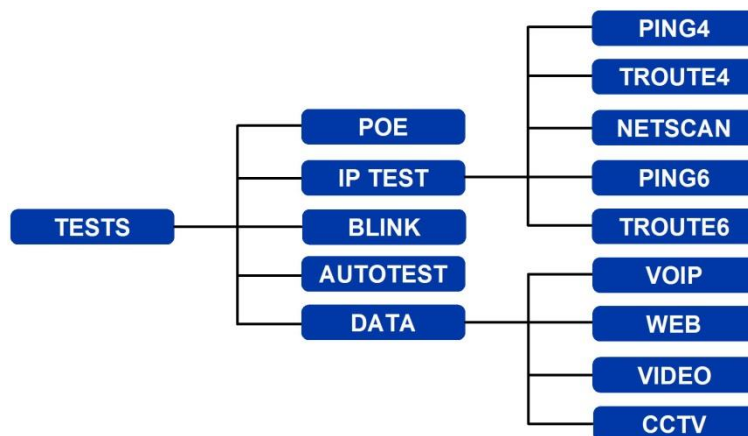 PING4
TROUTE4
POE
NETSCAN
IP TEST
PING6
TESTS
BLINK
TROUTE6
AUTOTEST
VOIP
DATA
WEB
VIDEO
CCTV